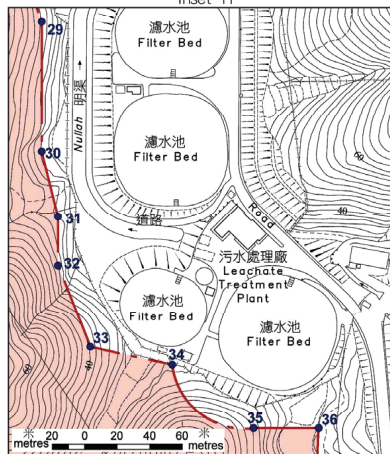 Inset 11
29
濾水池
Filter Bed
Nullah 明渠
30
濾水池
Filter Bed
60
31
道路
Road
40
32
污水處理廠
Leachate
Treatment
Plant
濾水池
Filter Bed
濾水池
Filter Bed
33
34
60
40
35
36
米
metres
20 0 20 40 60
米
metres